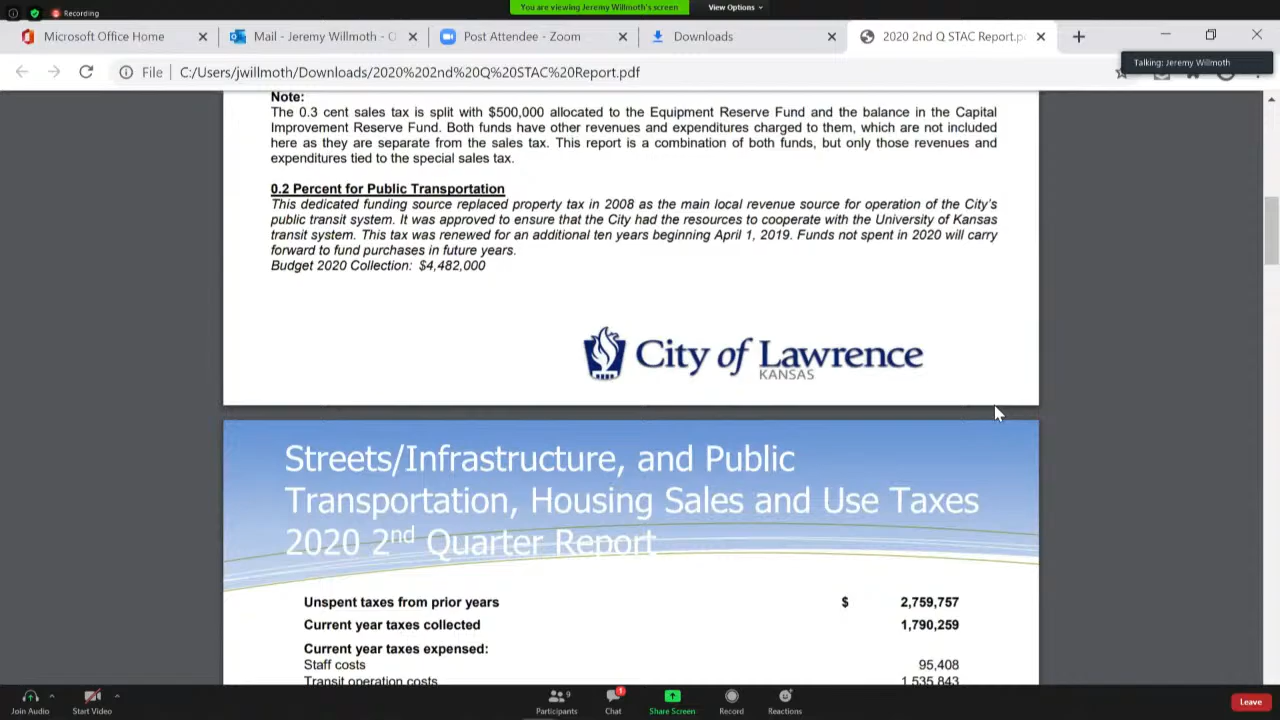 Recording
You are viewing Jeremy Willmoth's screen
View Options
Microsoft Office Home
Mail - Jeremy Willmoth - O
Post Attendee - Zoom
Downloads
2020 2nd Q STAC Report.p
Talking: Jeremy Willmoth
File
C:/Users/jwillmoth/Downloads/2020%202nd%20Q%20STAC%20Report.pdf
Note:
The 0.3 cent sales tax is split with $500,000 allocated to the Equipment Reserve Fund and the balance in the Capital
Improvement Reserve Fund. Both funds have other revenues and expenditures charged to them, which are not included
here as they are separate from the sales tax. This report is a combination of both funds, but only those revenues and
expenditures tied to the special sales tax.
0.2 Percent for Public Transportation
This dedicated funding source replaced property tax in 2008 as the main local revenue source for operation of the City's
public transit system. It was approved to ensure that the City had the resources to cooperate with the University of Kansas
transit system. This tax was renewed for an additional ten years beginning April 1, 2019. Funds not spent in 2020 will carry
forward to fund purchases in future years.
Budget 2020 Collection: $4,482,000
City of Lawrence
KANSAS
Streets/Infrastructure, and Public
Transportation, Housing Sales and Use Taxes
2020 2nd Quarter Report
Unspent taxes from prior years $ 2,759,757
Current year taxes collected 1,790,259
Current year taxes expensed:
Staff costs 95,408
Transit operation costs 1,535,843
Join Audio
Start Video
Participants 9
Chat 1
Share Screen
Record
Reactions
Leave